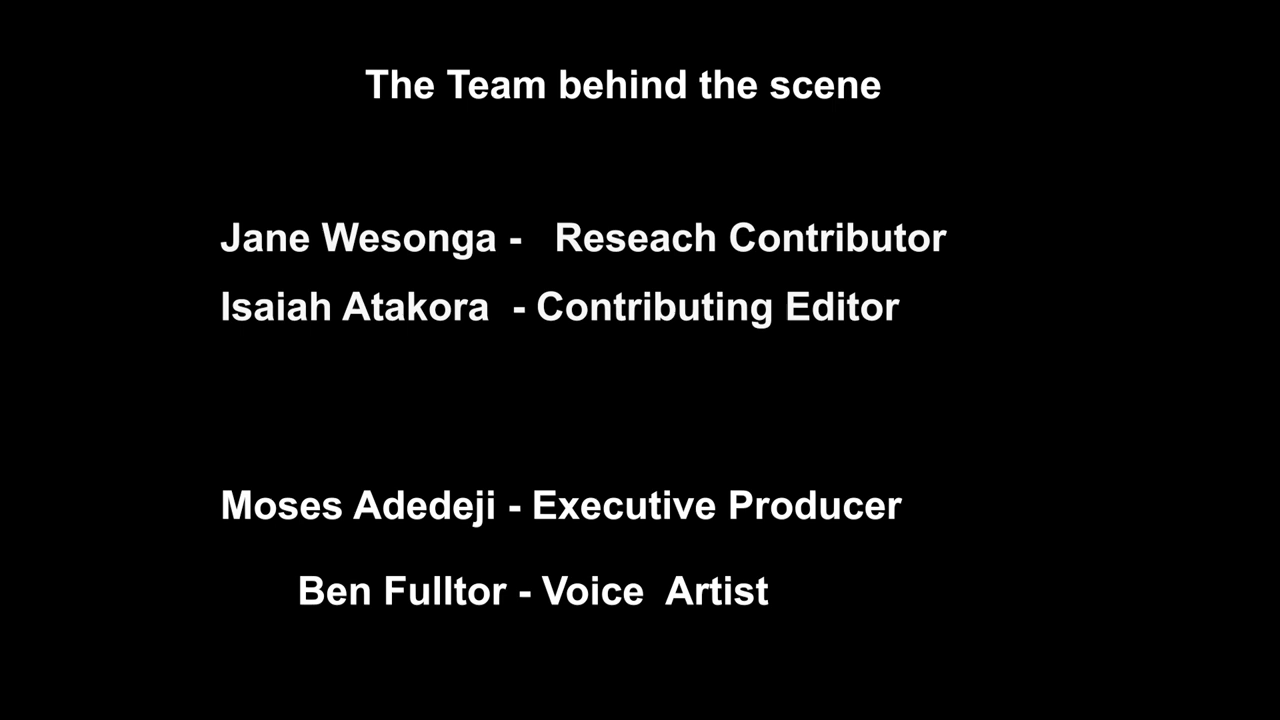 The Team behind the scene
Jane Wesonga - Reseach Contributor
Isaiah Atakora - Contributing Editor
Moses Adedeji - Executive Producer
Ben Fulltor - Voice Artist